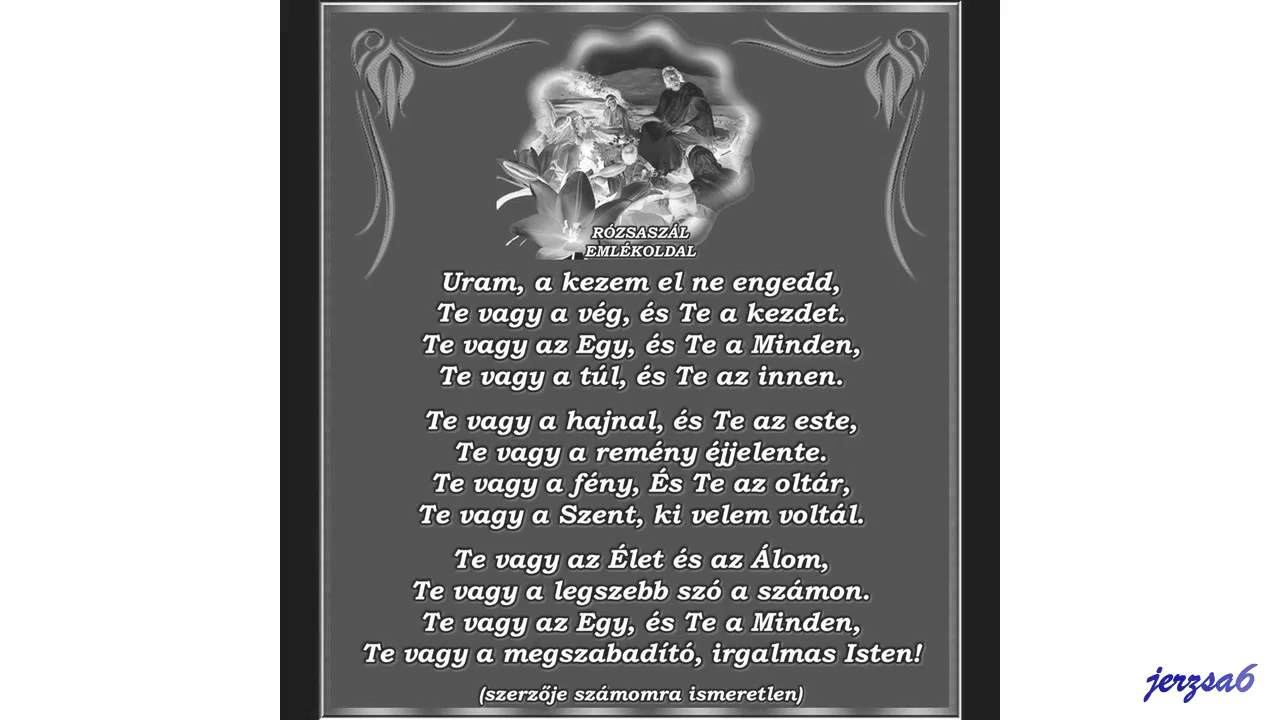 RÓZSASZÁL
EMLÉKOLDAL
Uram, a kezem el ne engedd,
Te vagy a vég, és Te a kezdet.
Te vagy az Egy, és Te a Minden,
Te vagy a túl, és Te az innen.
Te vagy a hajnal, és Te az este,
Te vagy a remény éjjelente.
Te vagy a fény, És Te az oltár,
Te vagy a Szent, ki velem voltál.
Te vagy az Élet és az Álom,
Te vagy a legszebb szó a számon.
Te vagy az Egy, és Te a Minden,
Te vagy a megszabadító, irgalmas Isten!
(szerzője számomra ismeretlen)
jerzsa6